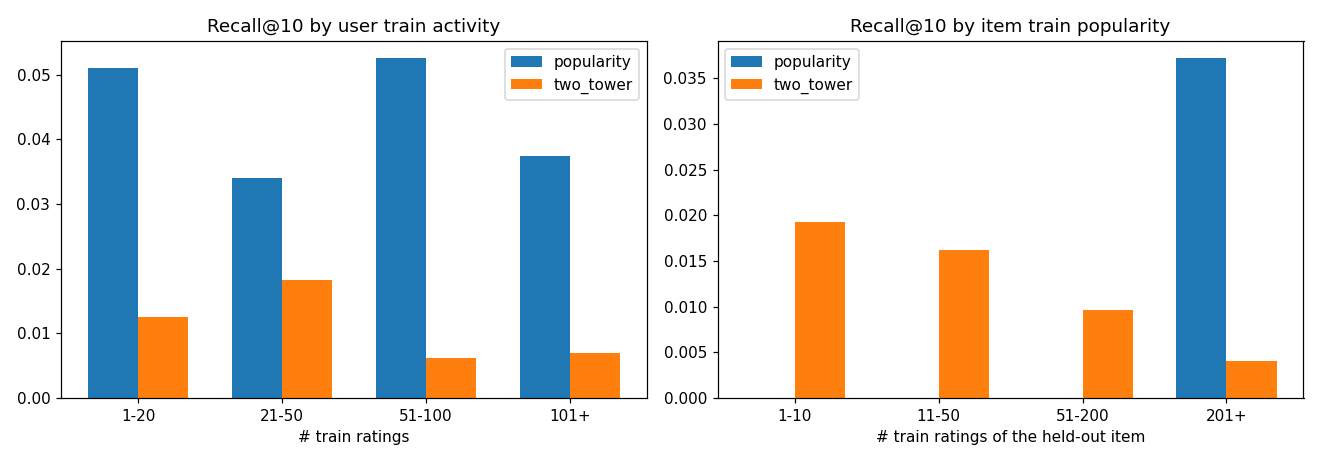 Recall@10 by user train activity
popularity
two_tower
0.05
0.04
0.03
0.02
0.01
0.00
1-20
21-50
51-100
101+
# train ratings
Recall@10 by item train popularity
popularity
two_tower
0.035
0.030
0.025
0.020
0.015
0.010
0.005
0.000
1-10
11-50
51-200
201+
# train ratings of the held-out item